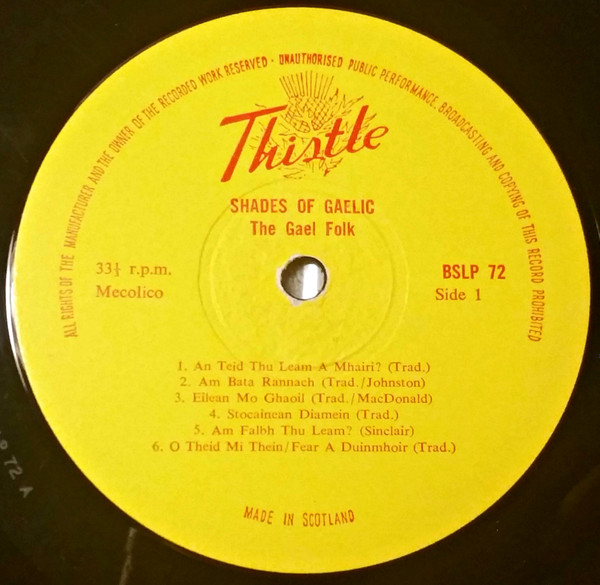 ALL RIGHTS OF THE MANUFACTURER AND THE OWNER OF THE RECORDED WORK RESERVED · UNAUTHORISED PUBLIC PERFORMANCE, BROADCASTING AND COPYING OF THIS RECORD PROHIBITED
Thistle
SHADES OF GAELIC
The Gael Folk
33⅓ r.p.m.
Mecolico
BSLP 72
Side 1
1. An Teid Thu Leam A Mhairi? (Trad.)
2. Am Bata Rannach (Trad./Johnston)
3. Eilean Mo Ghaoil (Trad./MacDonald)
4. Stocainean Diamein (Trad.)
5. Am Falbh Thu Leam? (Sinclair)
6. O Theid Mi Thein/Fear A Duinmhoir (Trad.)
MADE IN SCOTLAND
72 A